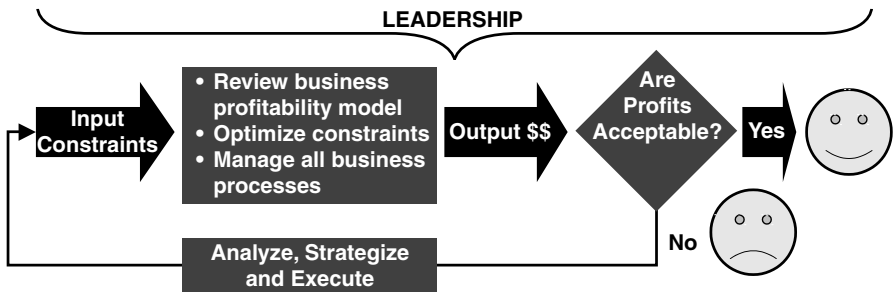 LEADERSHIP
Input
Constraints
• Review business
profitability model
• Optimize constraints
• Manage all business
processes
Output $$
Are
Profits
Acceptable?
Yes
No
Analyze, Strategize
and Execute